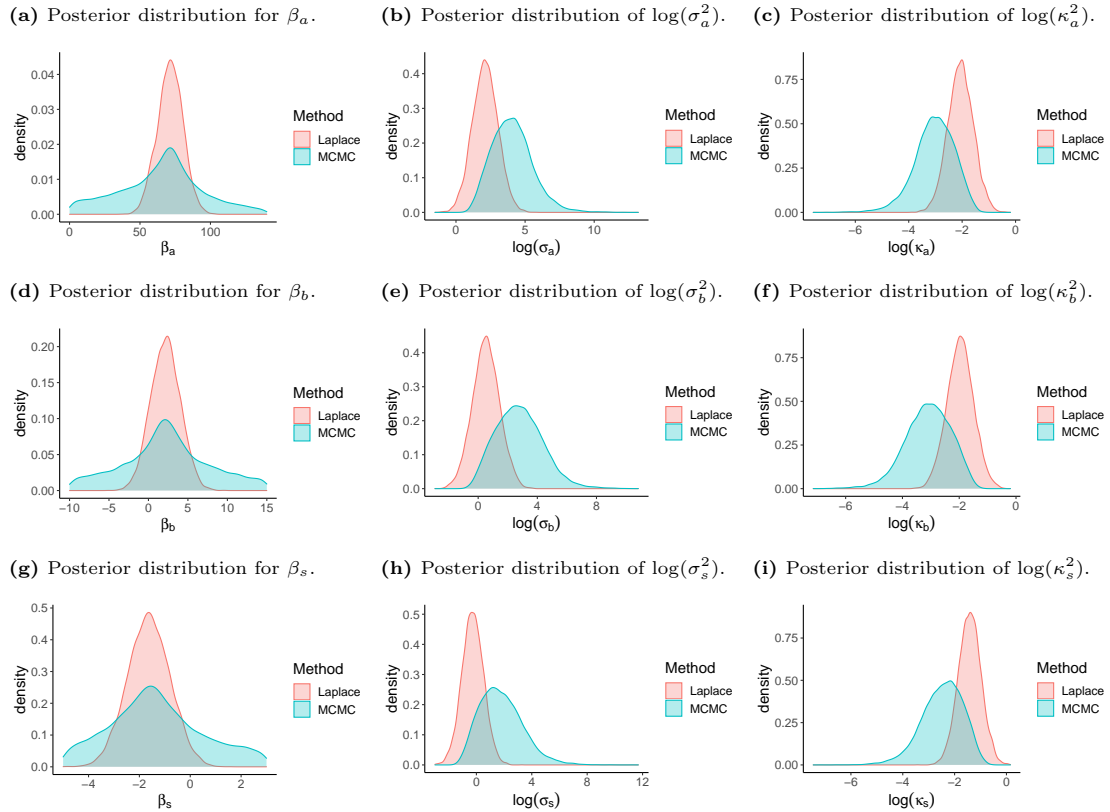 (a) Posterior distribution for βₐ.
(b) Posterior distribution of log(σ²ₐ).
(c) Posterior distribution of log(κ²ₐ).
density
0.04
0.03
0.02
0.01
0.00
0 50 100
βₐ
Method
Laplace
MCMC
density
0.4
0.3
0.2
0.1
0.0
0 5 10
log(σₐ)
Method
Laplace
MCMC
density
0.75
0.50
0.25
0.00
−6 −4 −2 0
log(κₐ)
Method
Laplace
MCMC
(d) Posterior distribution for β_b.
(e) Posterior distribution of log(σ²_b).
(f) Posterior distribution of log(κ²_b).
density
0.20
0.15
0.10
0.05
0.00
−10 −5 0 5 10 15
β_b
Method
Laplace
MCMC
density
0.4
0.3
0.2
0.1
0.0
0 4 8
log(σ_b)
Method
Laplace
MCMC
density
0.75
0.50
0.25
0.00
−6 −4 −2 0
log(κ_b)
Method
Laplace
MCMC
(g) Posterior distribution for βₛ.
(h) Posterior distribution of log(σ²ₛ).
(i) Posterior distribution of log(κ²ₛ).
density
0.5
0.4
0.3
0.2
0.1
0.0
−4 −2 0 2
βₛ
Method
Laplace
MCMC
density
0.5
0.4
0.3
0.2
0.1
0.0
0 4 8 12
log(σₛ)
Method
Laplace
MCMC
density
0.75
0.50
0.25
0.00
−6 −4 −2 0
log(κₛ)
Method
Laplace
MCMC